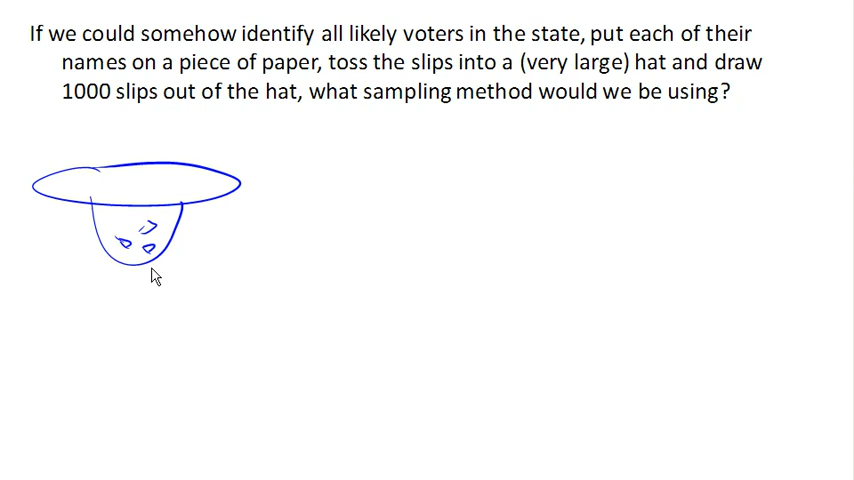 If we could somehow identify all likely voters in the state, put each of their
names on a piece of paper, toss the slips into a (very large) hat and draw
1000 slips out of the hat, what sampling method would we be using?